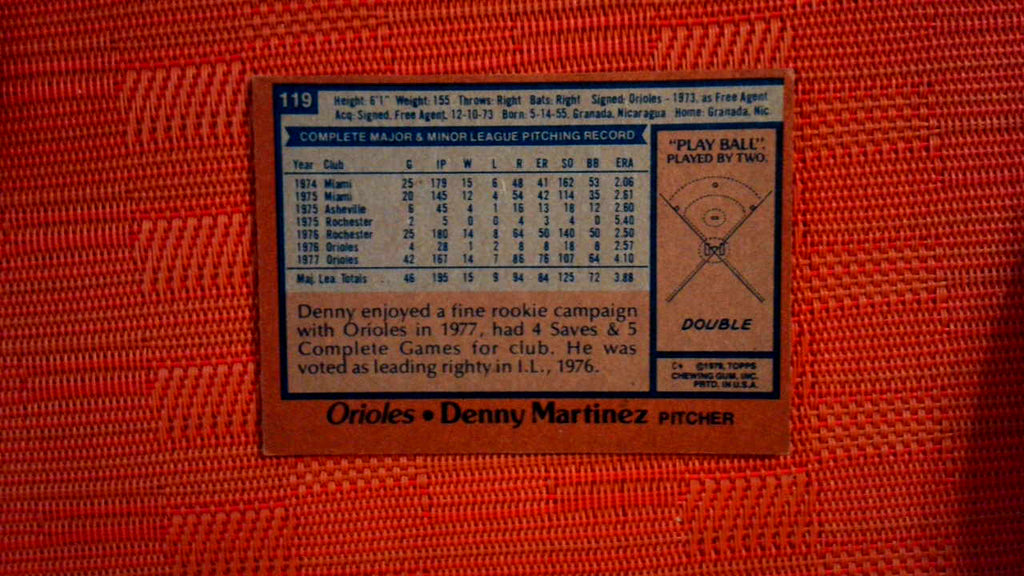 119
Height: 6'1" Weight: 155 Throws: Right Bats: Right Signed: Orioles - 1973, as Free Agent
Acq: Signed, Free Agent, 12-10-73 Born: 5-14-55, Granada, Nicaragua Home: Granada, Nic.
COMPLETE MAJOR & MINOR LEAGUE PITCHING RECORD
Year Club G IP W L R ER SO BB ERA
1974 Miami 25 179 15 6 48 41 162 53 2.06
1975 Miami 20 145 12 4 54 42 114 35 2.61
1975 Asheville 6 45 4 1 16 13 18 12 2.60
1975 Rochester 2 5 0 0 4 3 4 0 5.40
1976 Rochester 25 180 14 8 64 50 140 50 2.50
1976 Orioles 4 28 1 2 8 8 18 8 2.57
1977 Orioles 42 167 14 7 86 76 107 64 4.10
Maj. Lea. Totals 46 195 15 9 94 84 125 72 3.88
Denny enjoyed a fine rookie campaign
with Orioles in 1977, had 4 Saves & 5
Complete Games for club. He was
voted as leading righty in I.L., 1976.
"PLAY BALL".
PLAYED BY TWO.
DOUBLE
C* ©1978, TOPPS
CHEWING GUM, INC.
PRTD. IN U.S.A.
Orioles • Denny Martinez PITCHER